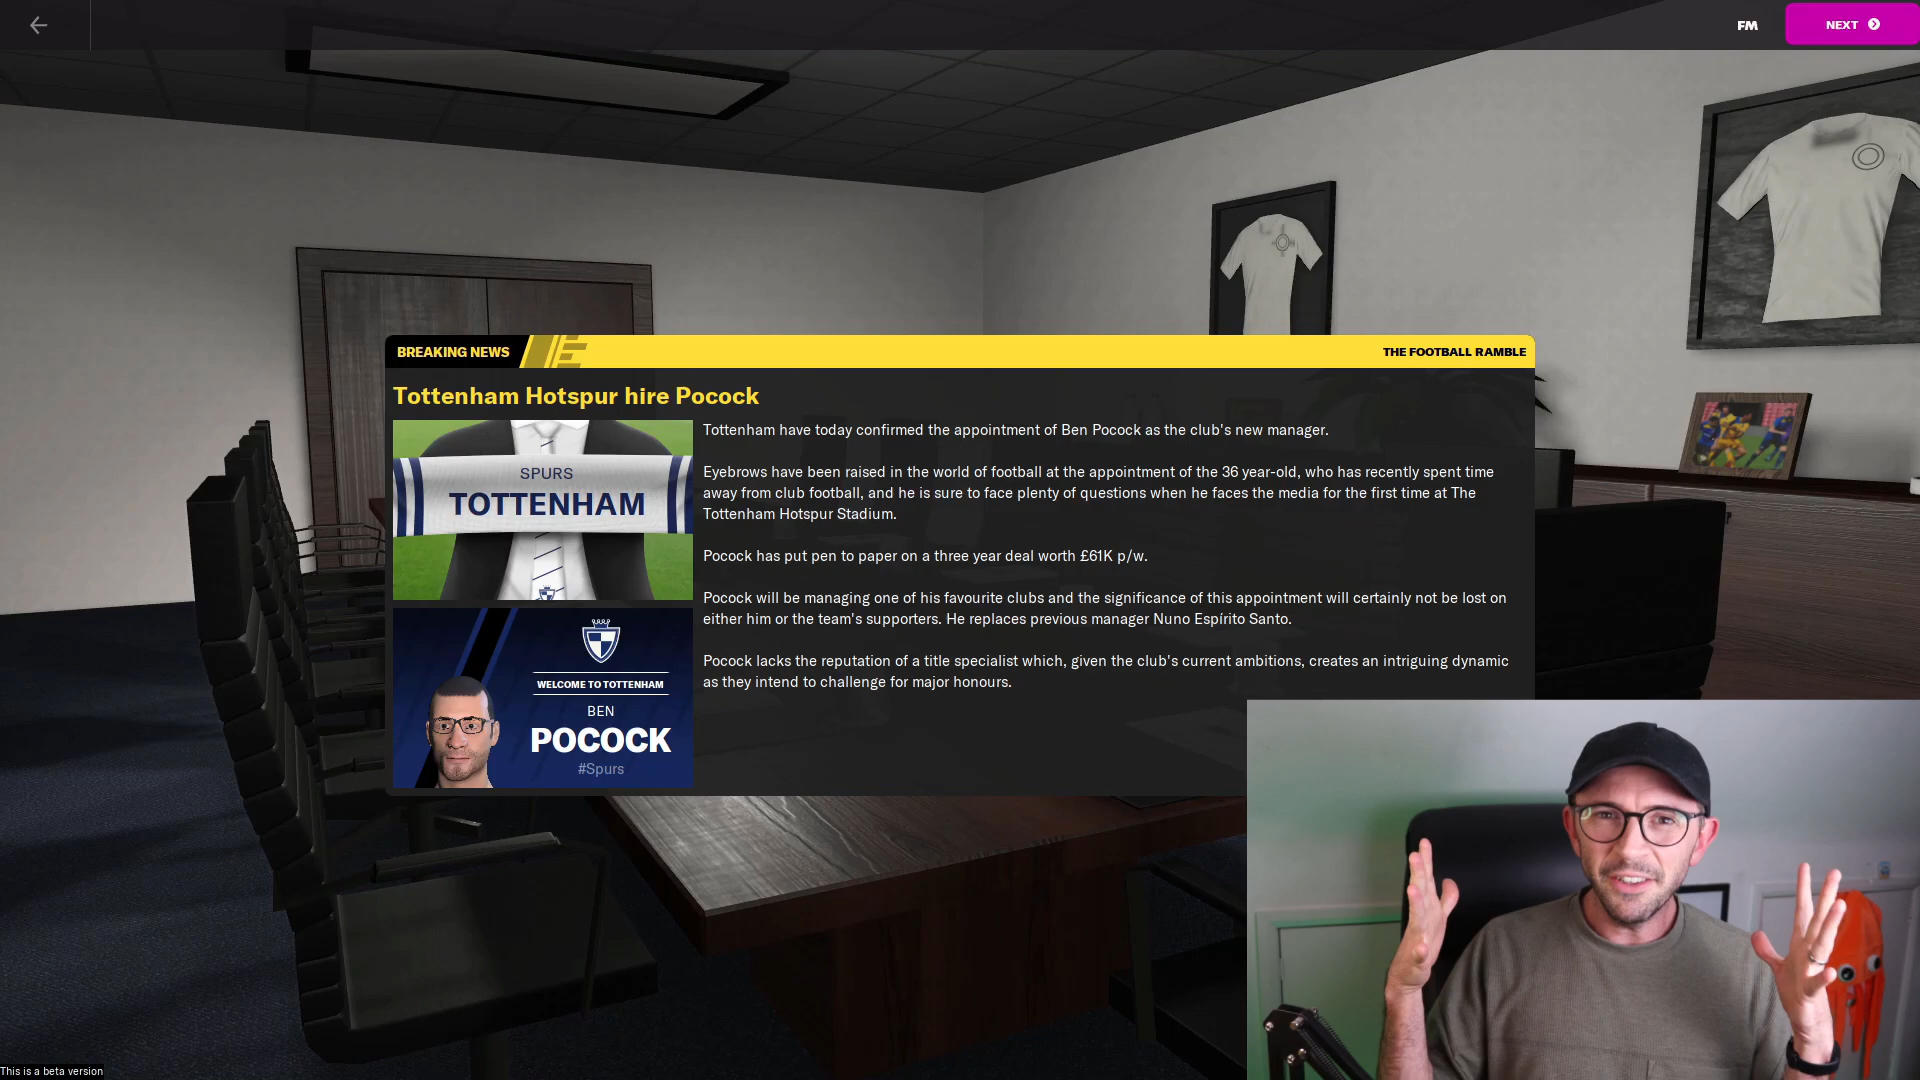 FM
NEXT
BREAKING NEWS
THE FOOTBALL RAMBLE
Tottenham Hotspur hire Pocock
SPURS
TOTTENHAM
WELCOME TO TOTTENHAM
BEN
POCOCK
#Spurs
Tottenham have today confirmed the appointment of Ben Pocock as the club's new manager.
Eyebrows have been raised in the world of football at the appointment of the 36 year-old, who has recently spent time
away from club football, and he is sure to face plenty of questions when he faces the media for the first time at The
Tottenham Hotspur Stadium.
Pocock has put pen to paper on a three year deal worth £61K p/w.
Pocock will be managing one of his favourite clubs and the significance of this appointment will certainly not be lost on
either him or the team's supporters. He replaces previous manager Nuno Espírito Santo.
Pocock lacks the reputation of a title specialist which, given the club's current ambitions, creates an intriguing dynamic
as they intend to challenge for major honours.
This is a beta version